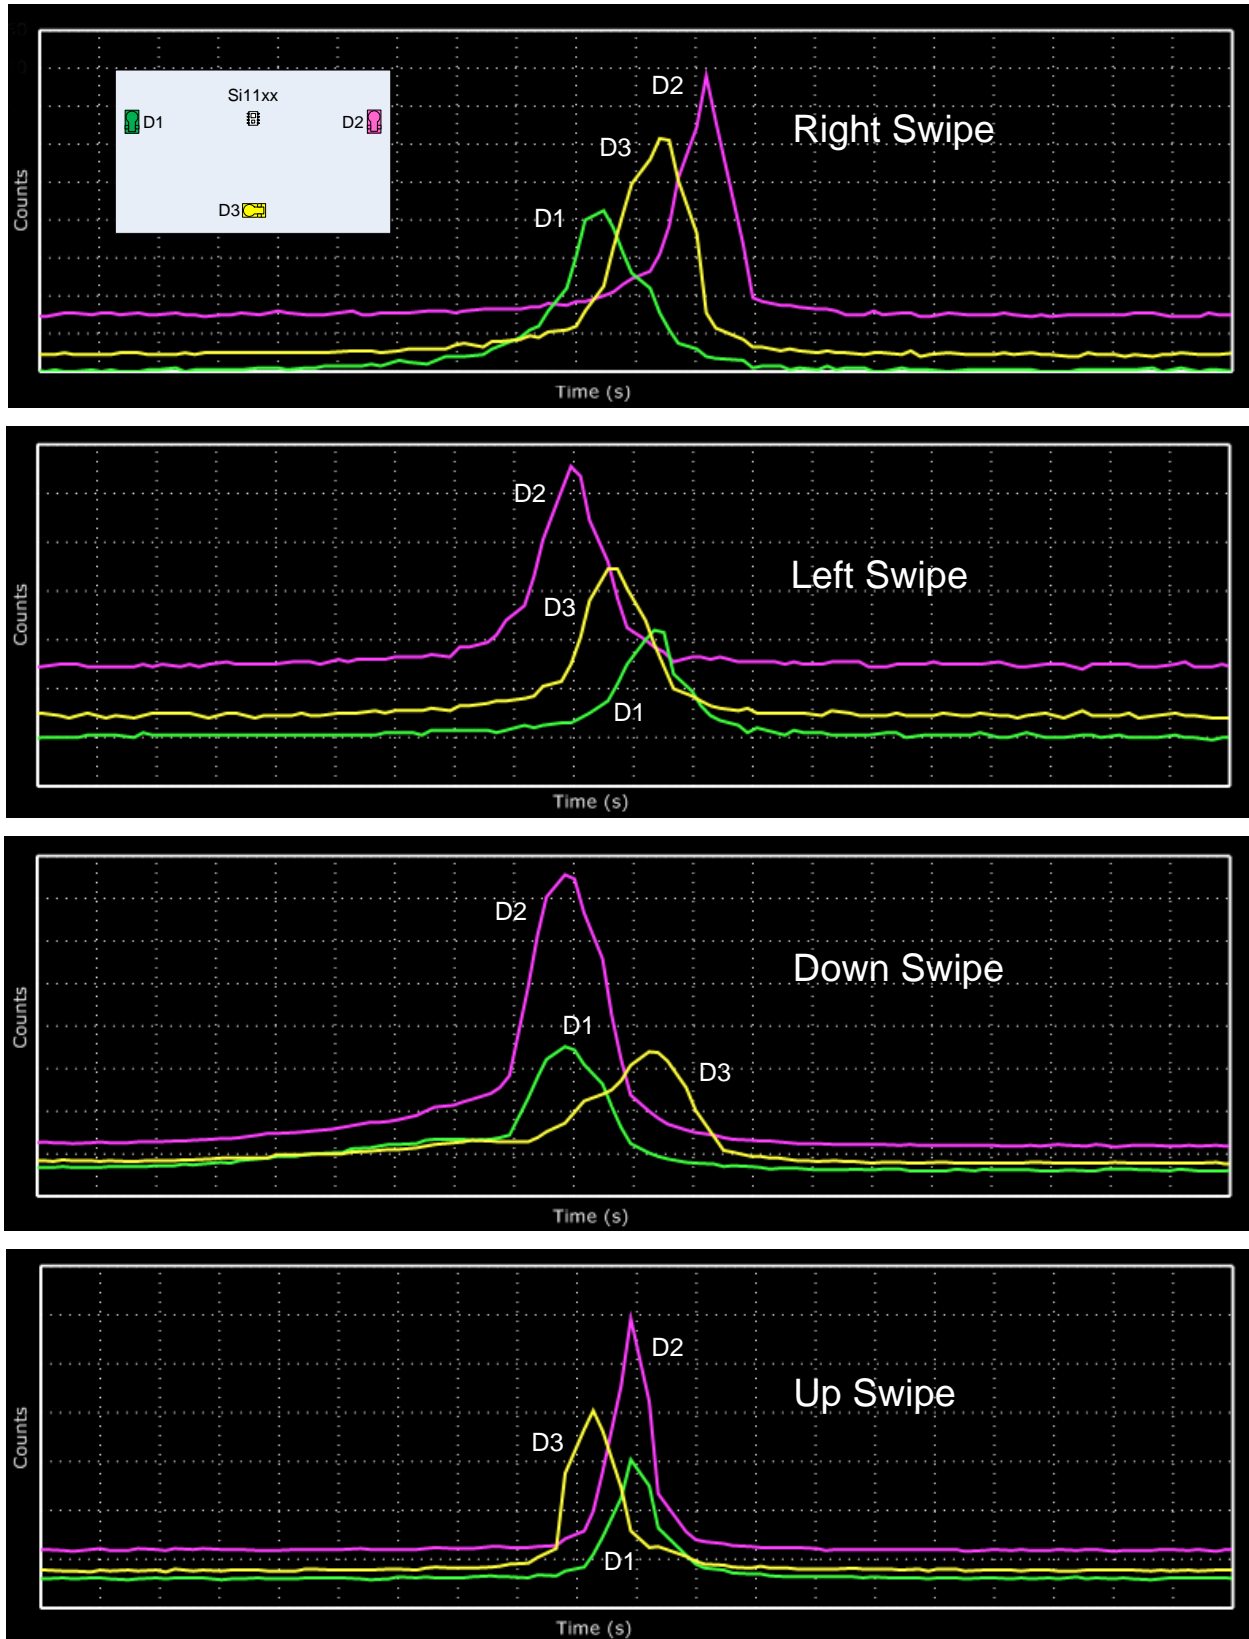 D2
Si11xx
D1
D2
Right Swipe
D3
D1
D3
Counts
Time (s)
D2
Left Swipe
D3
D1
Counts
Time (s)
D2
Down Swipe
D1
D3
Counts
Time (s)
D2
Up Swipe
D3
D1
Counts
Time (s)